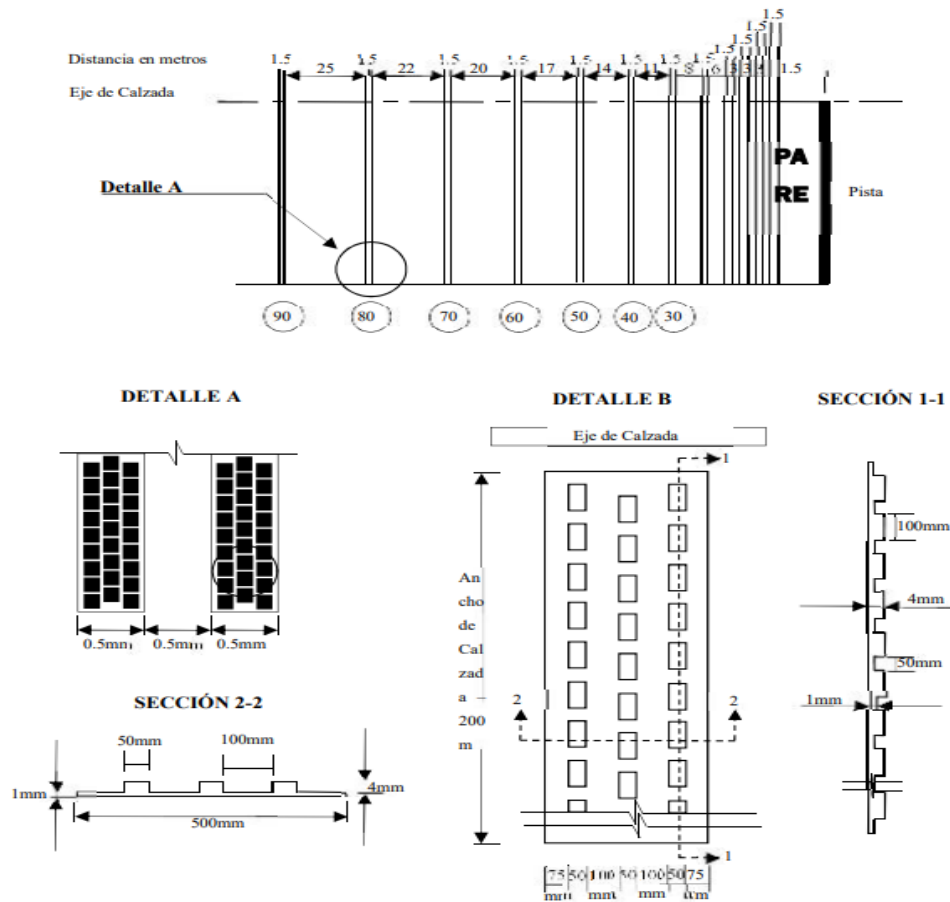 1.5
1.5
1.5
1.5
1.5
Distancia en metros 1.5 1.5 1.5 1.5 1.5 1.5 1.5 1.5
25 22 20 17 14 11 8 6 1.5
Eje de Calzada
PA
RE
Detalle A
Pista
90 80 70 60 50 40 30
DETALLE A
DETALLE B
SECCIÓN 1-1
Eje de Calzada
1
100mm
An
cho
de
Cal
zad
a
200
m
4mm
50mm
0.5mm 0.5m 0.5mm
SECCIÓN 2-2
2 2
1mm
50mm 100mm
1mm 4mm
500mm
1
75 50 100 50 100 50 75
mm mm mm